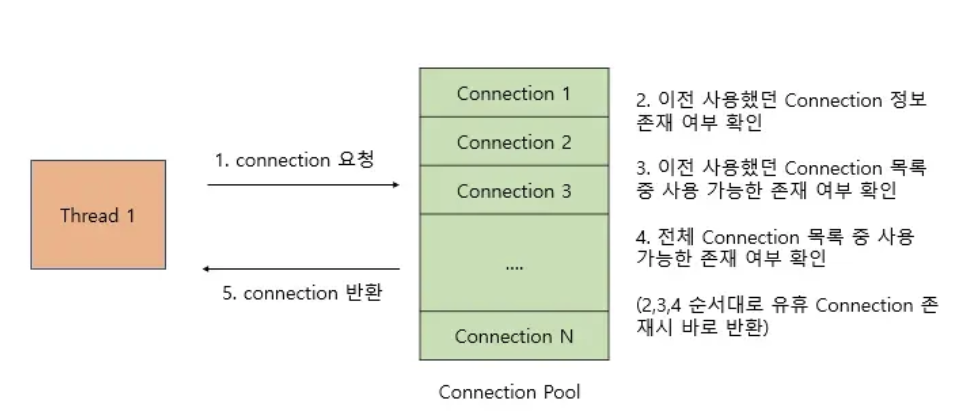 Thread 1
1. connection 요청
5. connection 반환
Connection 1
Connection 2
Connection 3
....
Connection N
Connection Pool
2. 이전 사용했던 Connection 정보
존재 여부 확인
3. 이전 사용했던 Connection 목록
중 사용 가능한 존재 여부 확인
4. 전체 Connection 목록 중 사용
가능한 존재 여부 확인
(2,3,4 순서대로 유휴 Connection 존
재시 바로 반환)